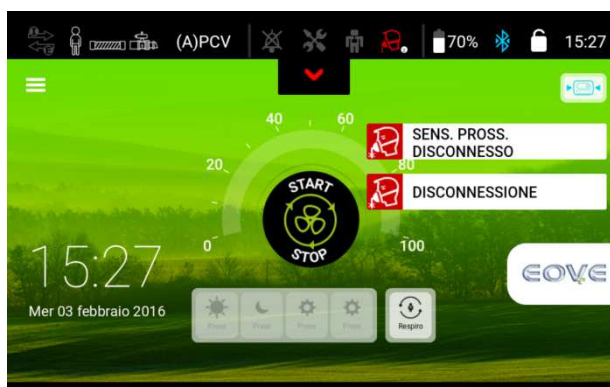 (A)PCV
70%
15:27
40
60
SENS. PROSS.
DISCONNESSO
20
80
START
DISCONNESSIONE
STOP
0
100
15:27
EOVE
Mer 03 febbraio 2016
Respiro